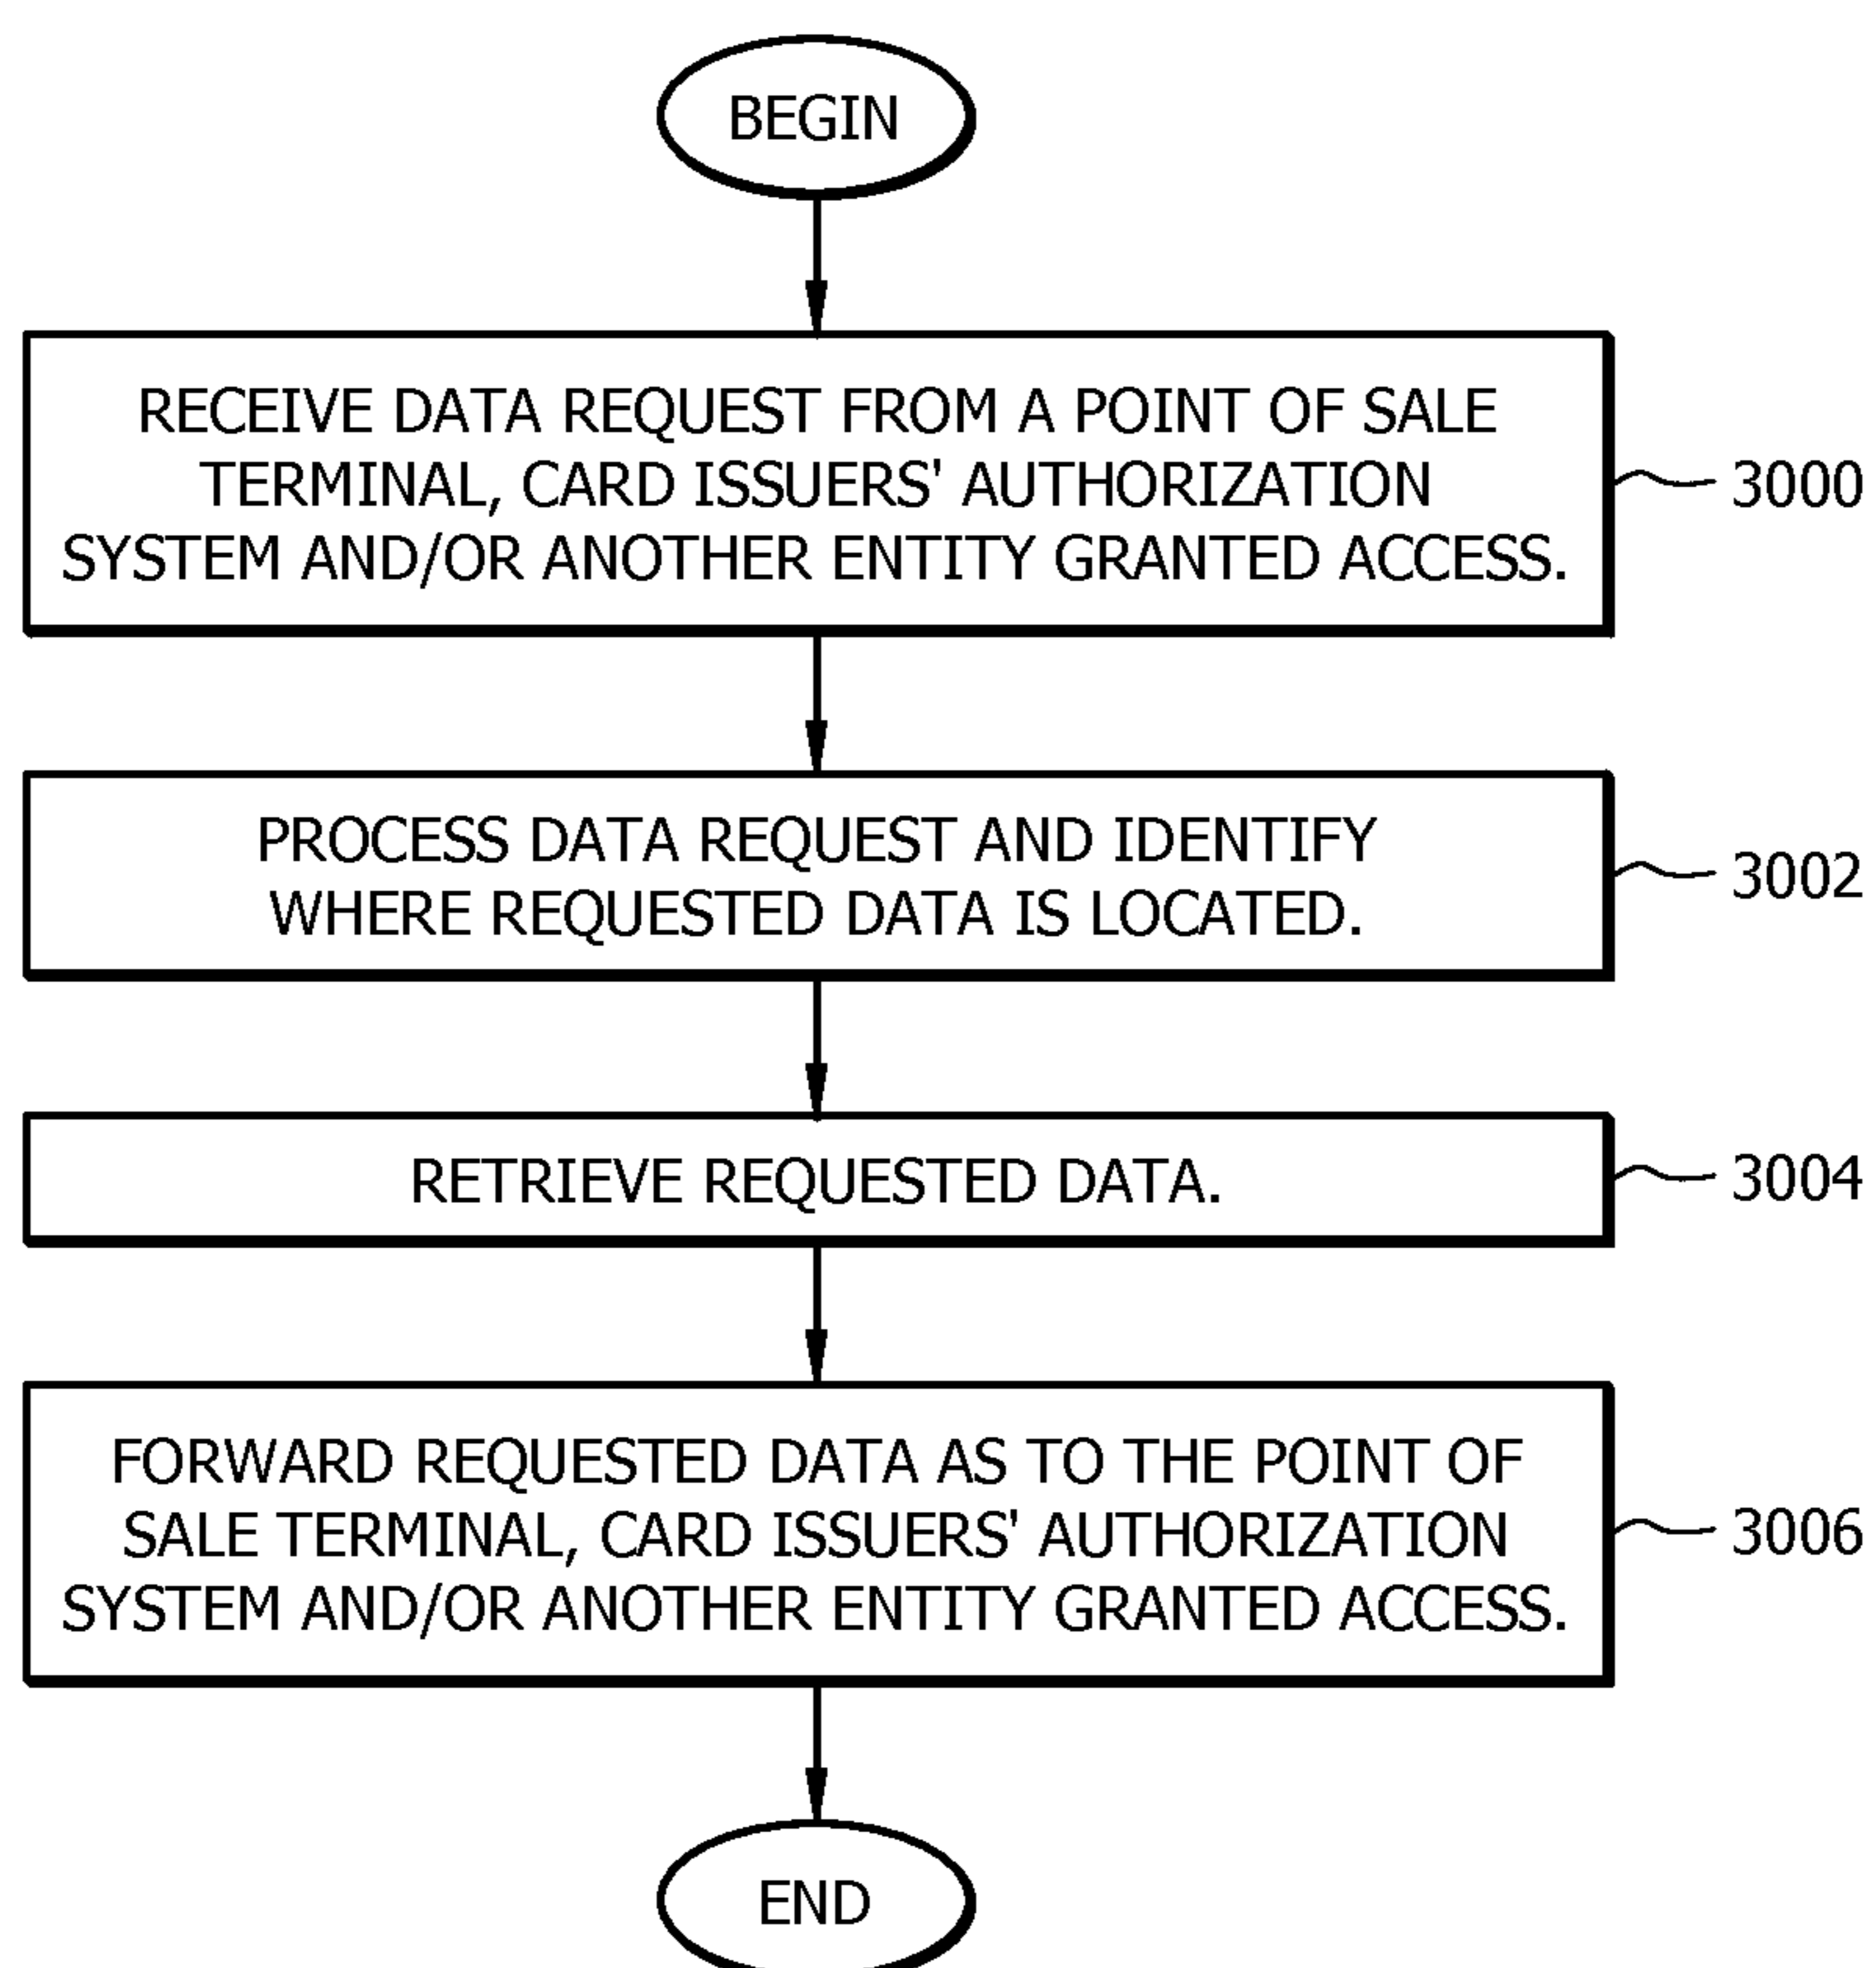 BEGIN
RECEIVE DATA REQUEST FROM A POINT OF SALE
TERMINAL, CARD ISSUERS' AUTHORIZATION
SYSTEM AND/OR ANOTHER ENTITY GRANTED ACCESS.
3000
PROCESS DATA REQUEST AND IDENTIFY
WHERE REQUESTED DATA IS LOCATED.
3002
RETRIEVE REQUESTED DATA.
3004
FORWARD REQUESTED DATA AS TO THE POINT OF
SALE TERMINAL, CARD ISSUERS' AUTHORIZATION
SYSTEM AND/OR ANOTHER ENTITY GRANTED ACCESS.
3006
END